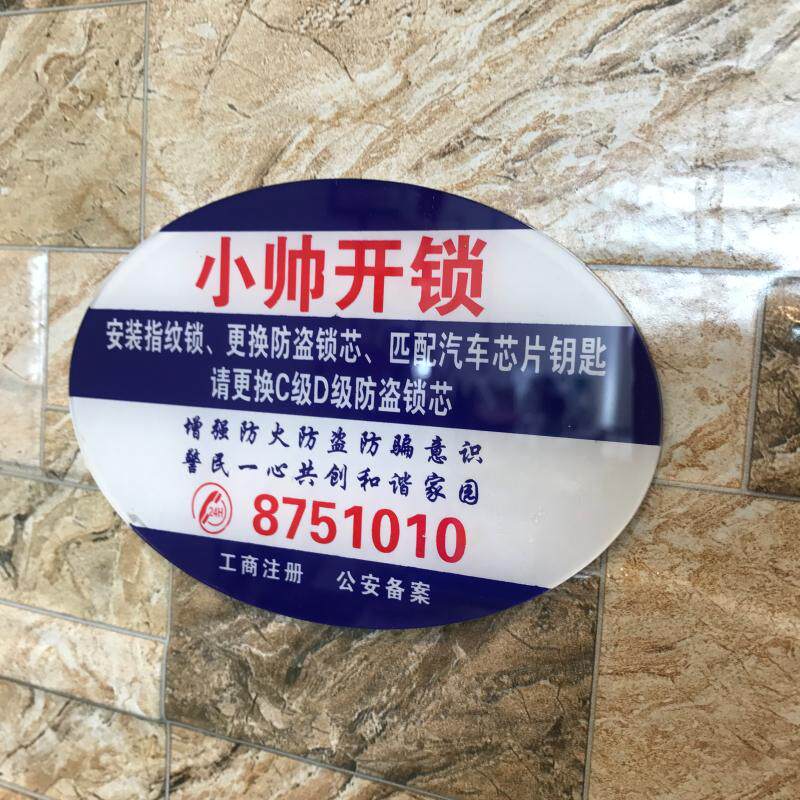 小帅开锁
安装指纹锁、更换防盗锁芯、匹配汽车芯片钥匙
请更换C级D级防盗锁芯
增强防火防盗防骗意识
警民一心共创和谐家园
24H 8751010
工商注册 公安备案